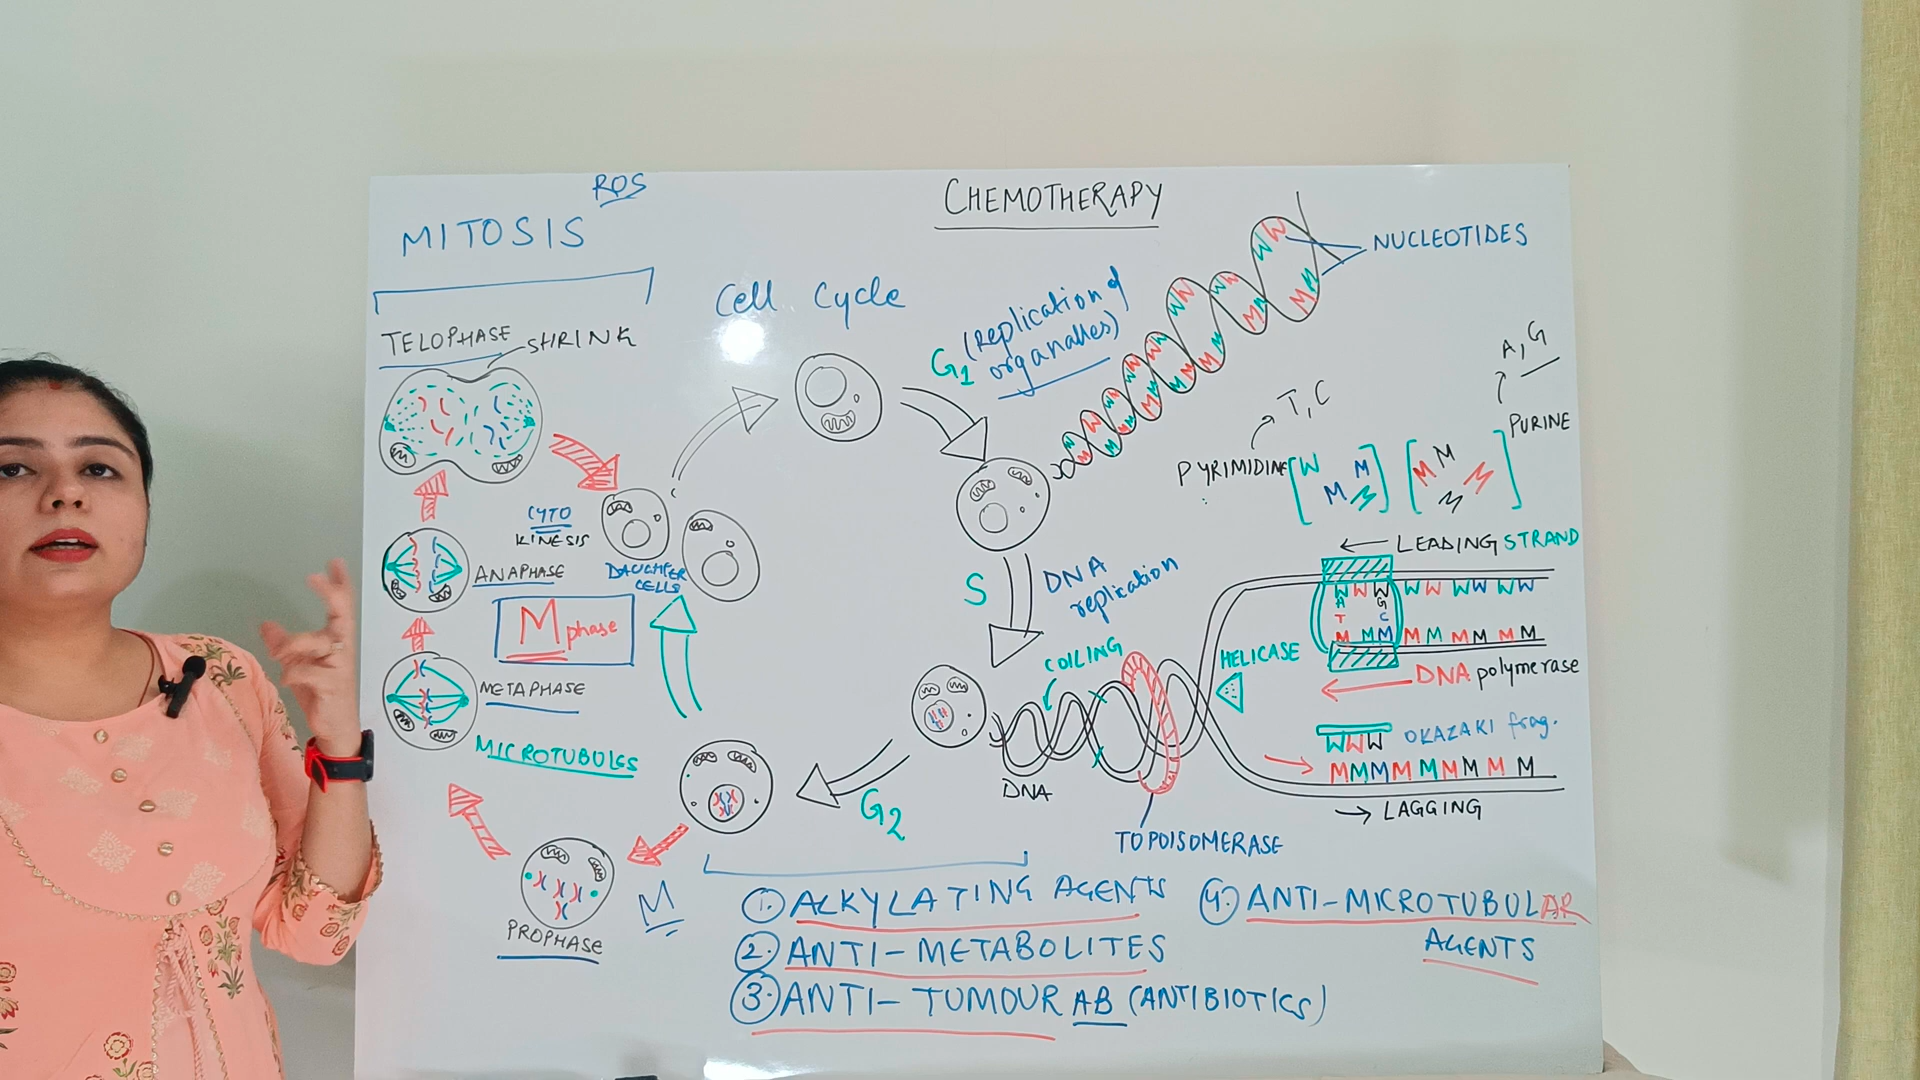 ROS
MITOSIS
CHEMOTHERAPY
NUCLEOTIDES
Cell Cycle
G1 (replication of
organalles)
TELOPHASE
SHRINK
A, G
T, C
PURINE
PYRIMIDINE
CYTO
KINESIS
DAUGHTER
CELLS
ANAPHASE
M phase
METAPHASE
MICROTUBULES
S
DNA
replication
LEADING STRAND
A
G
T
C
COILING
HELICASE
DNA polymerase
OKAZAKI frag.
DNA
LAGGING
G2
TOPOISOMERASE
PROPHASE
M
1. ALKYLATING AGENTS
2. ANTI-METABOLITES
3. ANTI-TUMOUR AB (ANTIBIOTICS)
4. ANTI-MICROTUBULAR
AGENTS